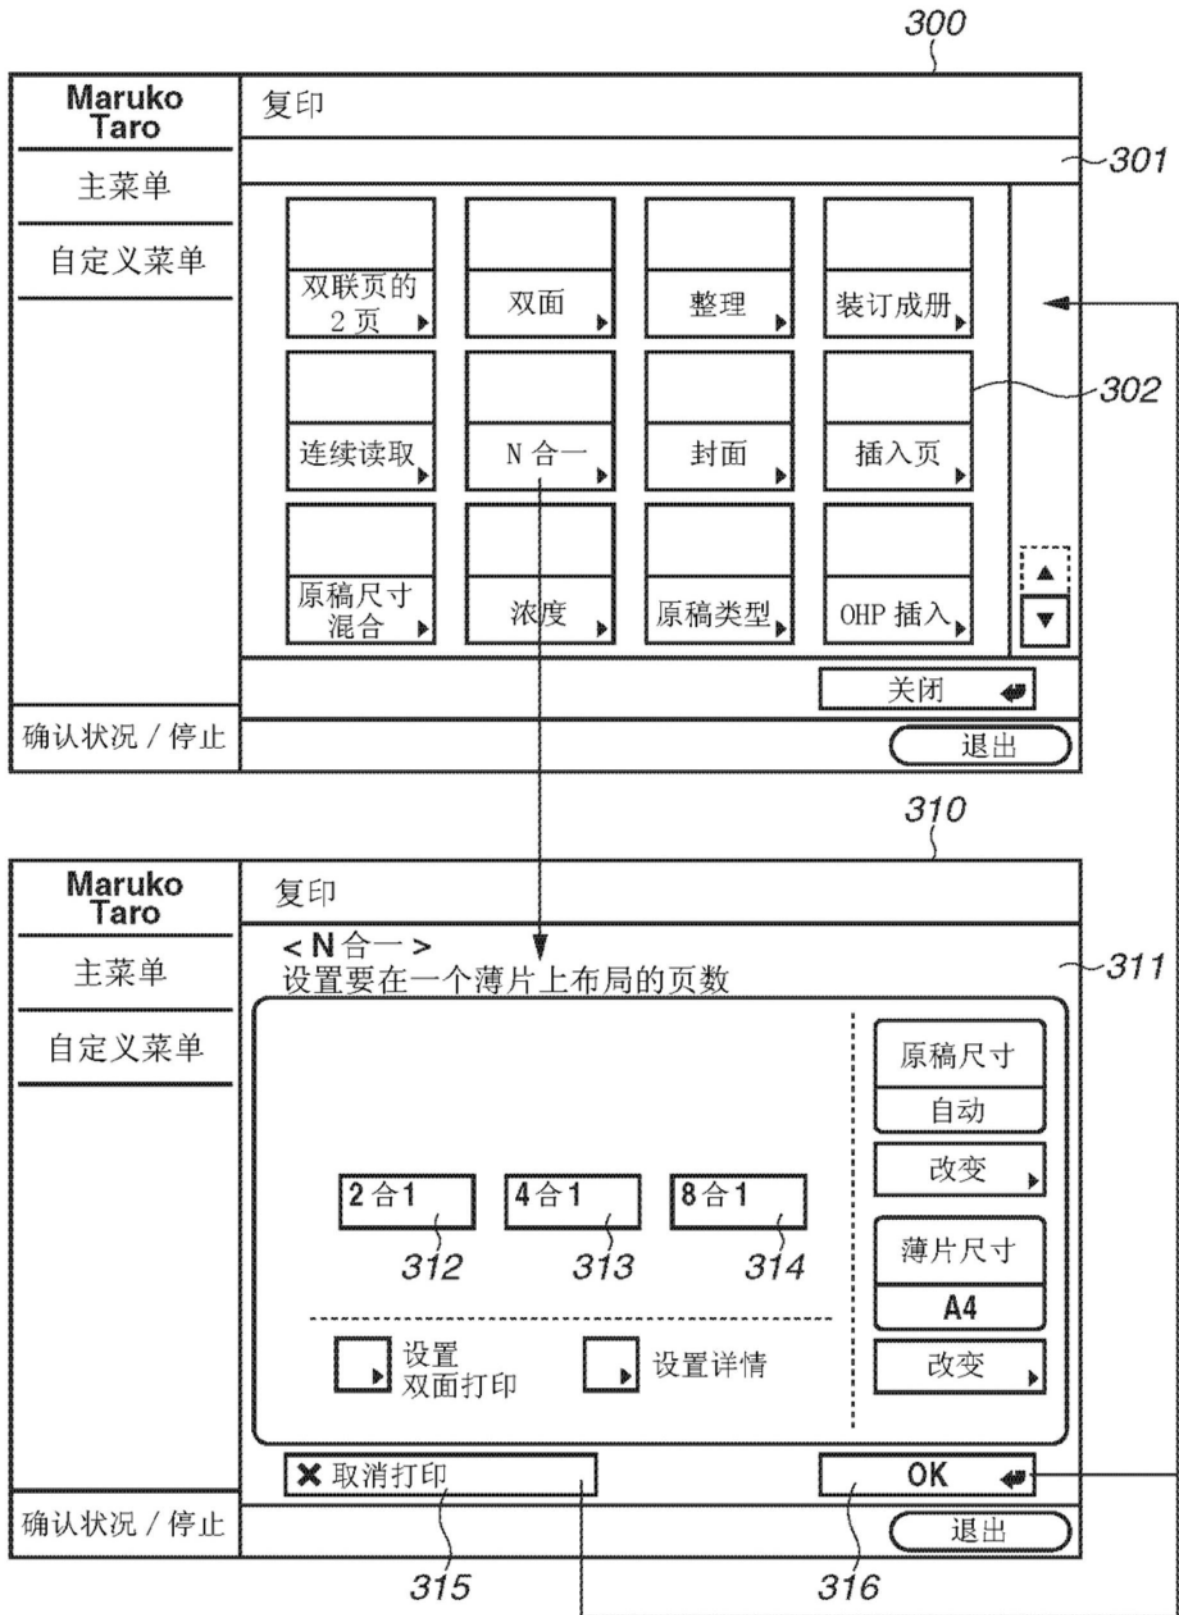 300
Maruko
Taro
复印
主菜单
301
自定义菜单
双联页的
2 页
双面
整理
装订成册
302
连续读取
N 合一
封面
插入页
原稿尺寸
混合
浓度
原稿类型
OHP 插入
▲
▼
关闭
确认状况 / 停止
退出
310
Maruko
Taro
复印
主菜单
< N 合一 >
设置要在一个薄片上布局的页数
311
自定义菜单
原稿尺寸
自动
改变
2 合 1
4 合 1
8 合 1
312
313
314
薄片尺寸
A4
设置
双面打印
设置详情
改变
✖ 取消打印
OK
确认状况 / 停止
退出
315
316